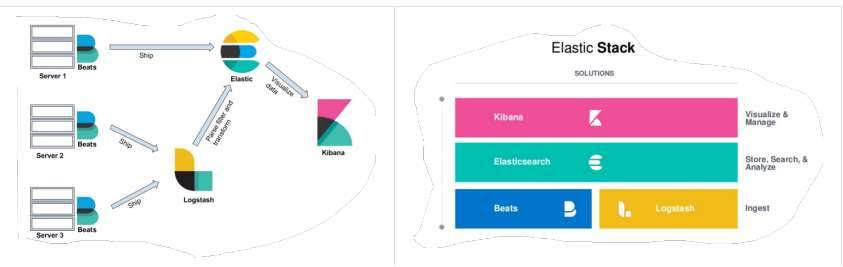 Server 1
Beats
Ship
Elastic
Visualize
data
Parse filter and
transform
Kibana
Server 2
Beats
Ship
Logstash
Server 3
Beats
Ship
Elastic Stack
SOLUTIONS
Kibana
Visualize &
Manage
Elasticsearch
Store, Search, &
Analyze
Beats
Logstash
Ingest